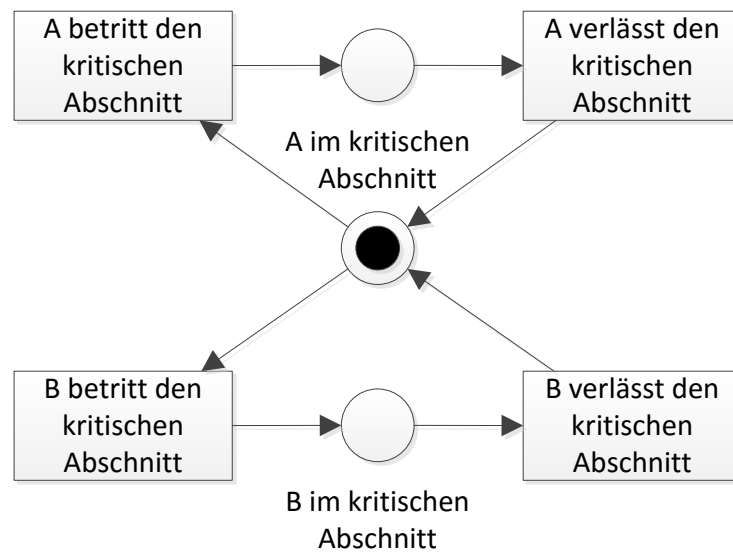 A betritt den
kritischen
Abschnitt
A verlässt den
kritischen
Abschnitt
A im kritischen
Abschnitt
B betritt den
kritischen
Abschnitt
B verlässt den
kritischen
Abschnitt
B im kritischen
Abschnitt